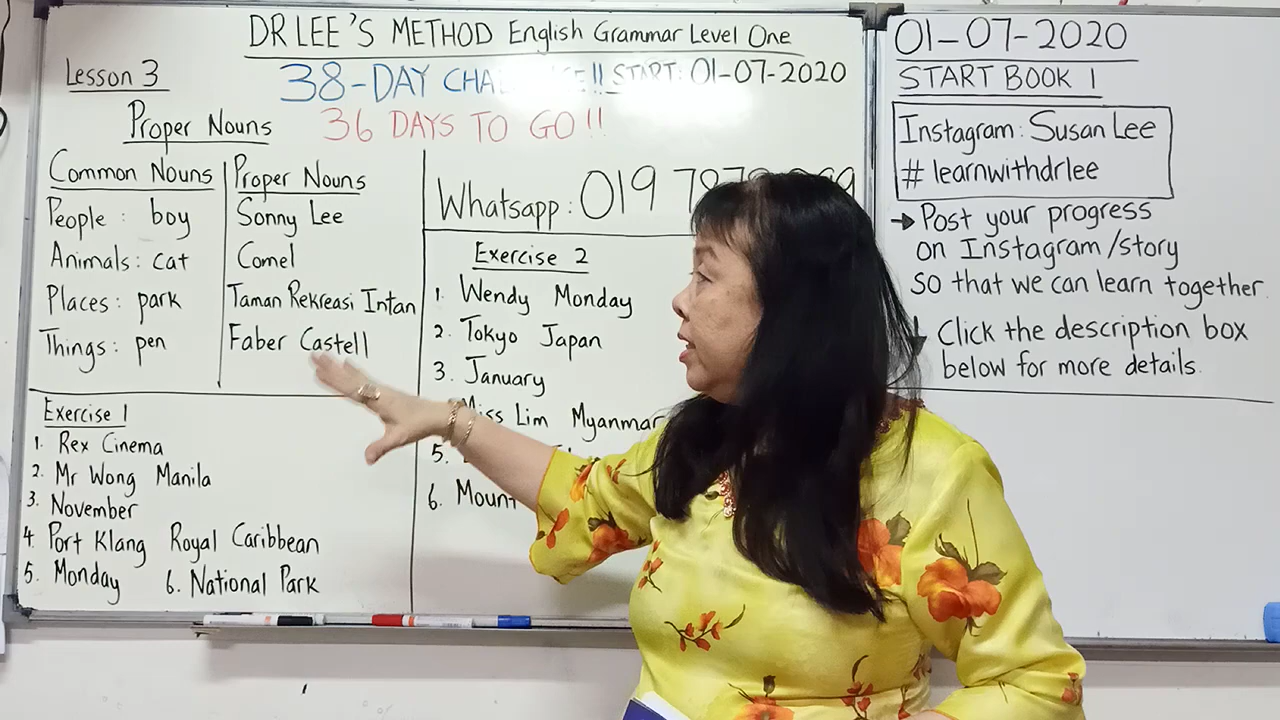 DR LEE'S METHOD English Grammar Level One
Lesson 3
38-DAY START: 01-07-2020
Proper Nouns
36 DAYS TO GO!!
Common Nouns
People: boy
Animals: cat
Places: park
Things: pen
Proper Nouns
Sonny Lee
Comel
Taman Rekreasi Intan
Faber Castell
Exercise 1
1. Rex Cinema
2. Mr Wong Manila
3. November
4. Port Klang Royal Caribbean
5. Monday 6. National Park
Whatsapp: 019
Exercise 2
1. Wendy Monday
2. Tokyo Japan
3. January
Miss Lim Myanmar
5.
6.
01-07-2020
START BOOK 1
Instagram: Susan Lee
# learnwithdrlee
→ Post your progress
on Instagram/story
so that we can learn together.
↓ Click the description box
below for more details.